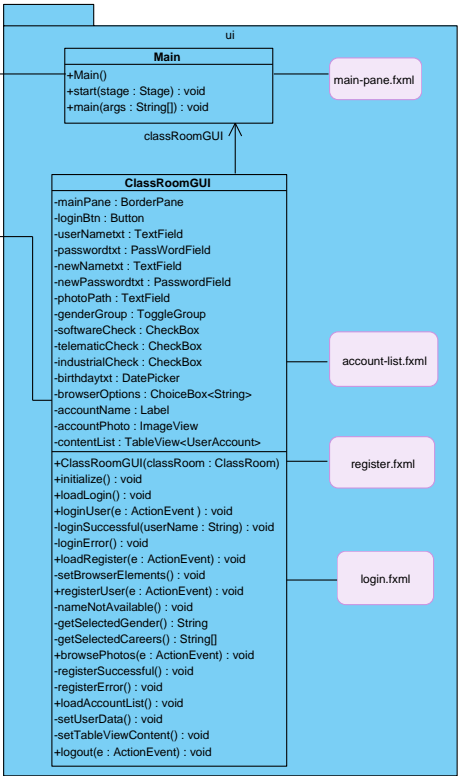 ui
Main
+Main()
+start(stage : Stage) : void
+main(args : String[]) : void
main-pane.fxml
classRoomGUI
ClassRoomGUI
-mainPane : BorderPane
-loginBtn : Button
-userNametxt : TextField
-passwordtxt : PassWordField
-newNametxt : TextField
-newPasswordtxt : PasswordField
-photoPath : TextField
-genderGroup : ToggleGroup
-softwareCheck : CheckBox
-telematicCheck : CheckBox
-industrialCheck : CheckBox
-birthdaytxt : DatePicker
-browserOptions : ChoiceBox<String>
-accountName : Label
-accountPhoto : ImageView
-contentList : TableView<UserAccount>
+ClassRoomGUI(classRoom : ClassRoom)
+initialize() : void
+loadLogin() : void
+loginUser(e : ActionEvent ) : void
-loginSuccessful(userName : String) : void
-loginError() : void
+loadRegister(e : ActionEvent) : void
-setBrowserElements() : void
+registerUser(e : ActionEvent) : void
-nameNotAvailable() : void
-getSelectedGender() : String
-getSelectedCareers() : String[]
+browsePhotos(e : ActionEvent) : void
-registerSuccessful() : void
-registerError() : void
+loadAccountList() : void
-setUserData() : void
-setTableViewContent() : void
+logout(e : ActionEvent) : void
account-list.fxml
register.fxml
login.fxml